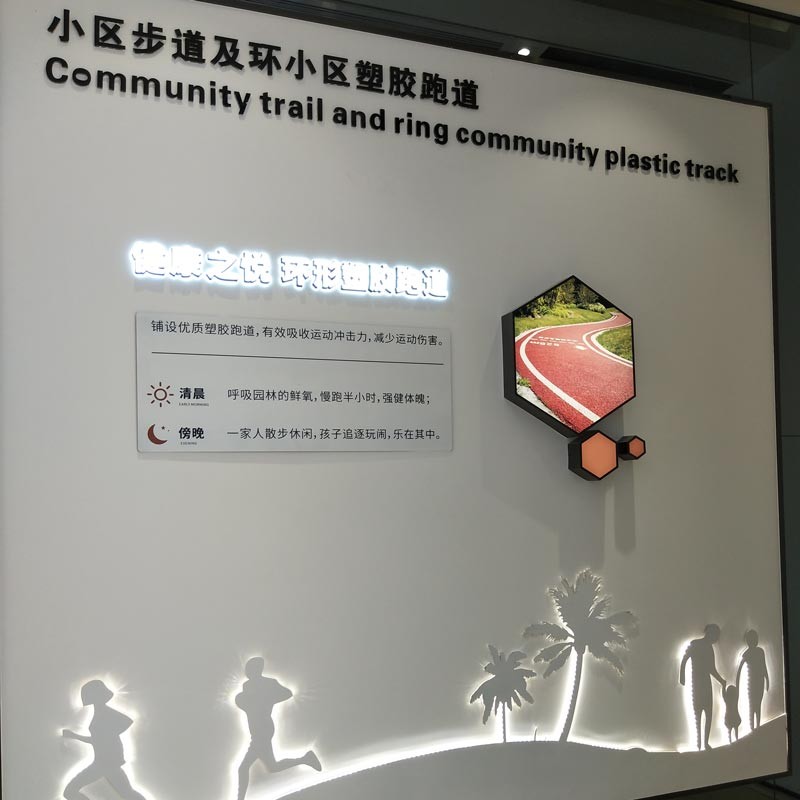 小区步道及环小区塑胶跑道
Community trail and ring community plastic track
健康之悦 环形塑胶跑道
铺设优质塑胶跑道，有效吸收运动冲击力，减少运动伤害。
清晨 呼吸园林的鲜氧，慢跑半小时，强健体魄；
EARLY MORNING
傍晚 一家人散步休闲，孩子追逐玩闹，乐在其中。
EVENING